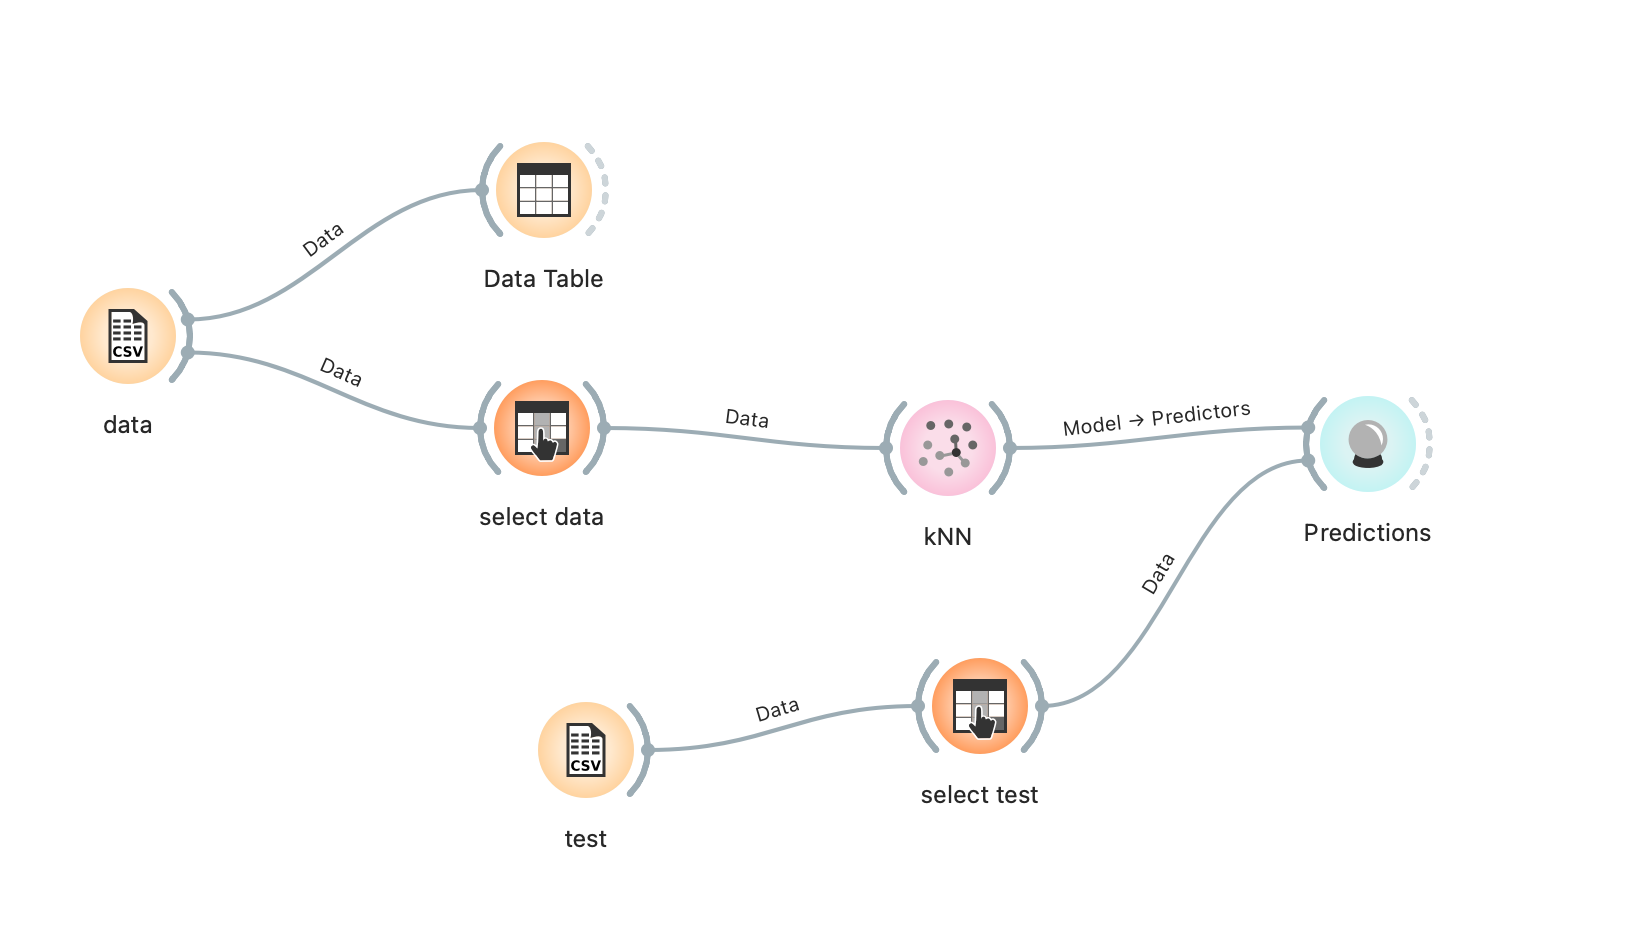 Data
Data Table
CSV
data
Data
select data
Data
kNN
Model → Predictors
Predictions
Data
CSV
test
Data
select test